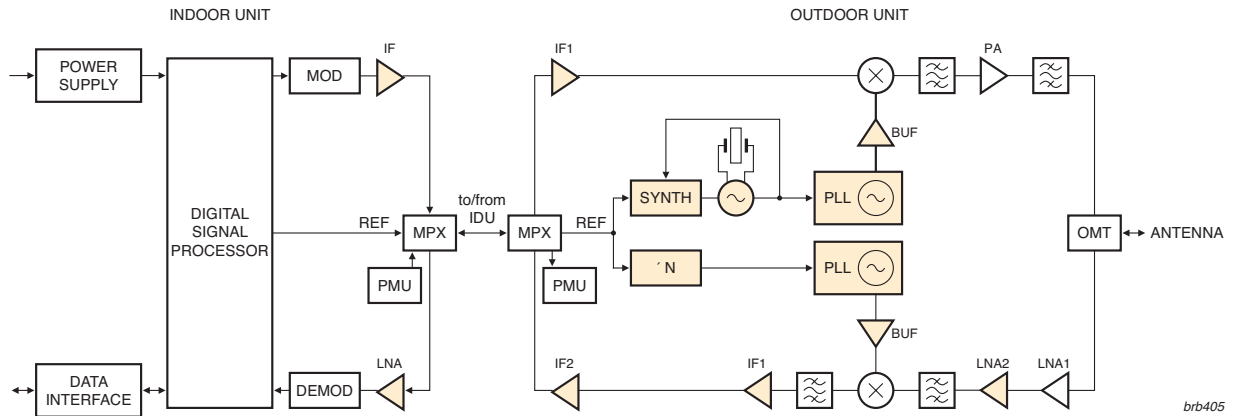 INDOOR UNIT
OUTDOOR UNIT
POWER
SUPPLY
DIGITAL
SIGNAL
PROCESSOR
MOD
IF
REF
MPX
PMU
to/from
IDU
MPX
PMU
REF
DATA
INTERFACE
DEMOD
LNA
IF1
SYNTH
PLL
BUF
PA
´N
PLL
BUF
OMT
ANTENNA
IF2
IF1
LNA2
LNA1
brb405